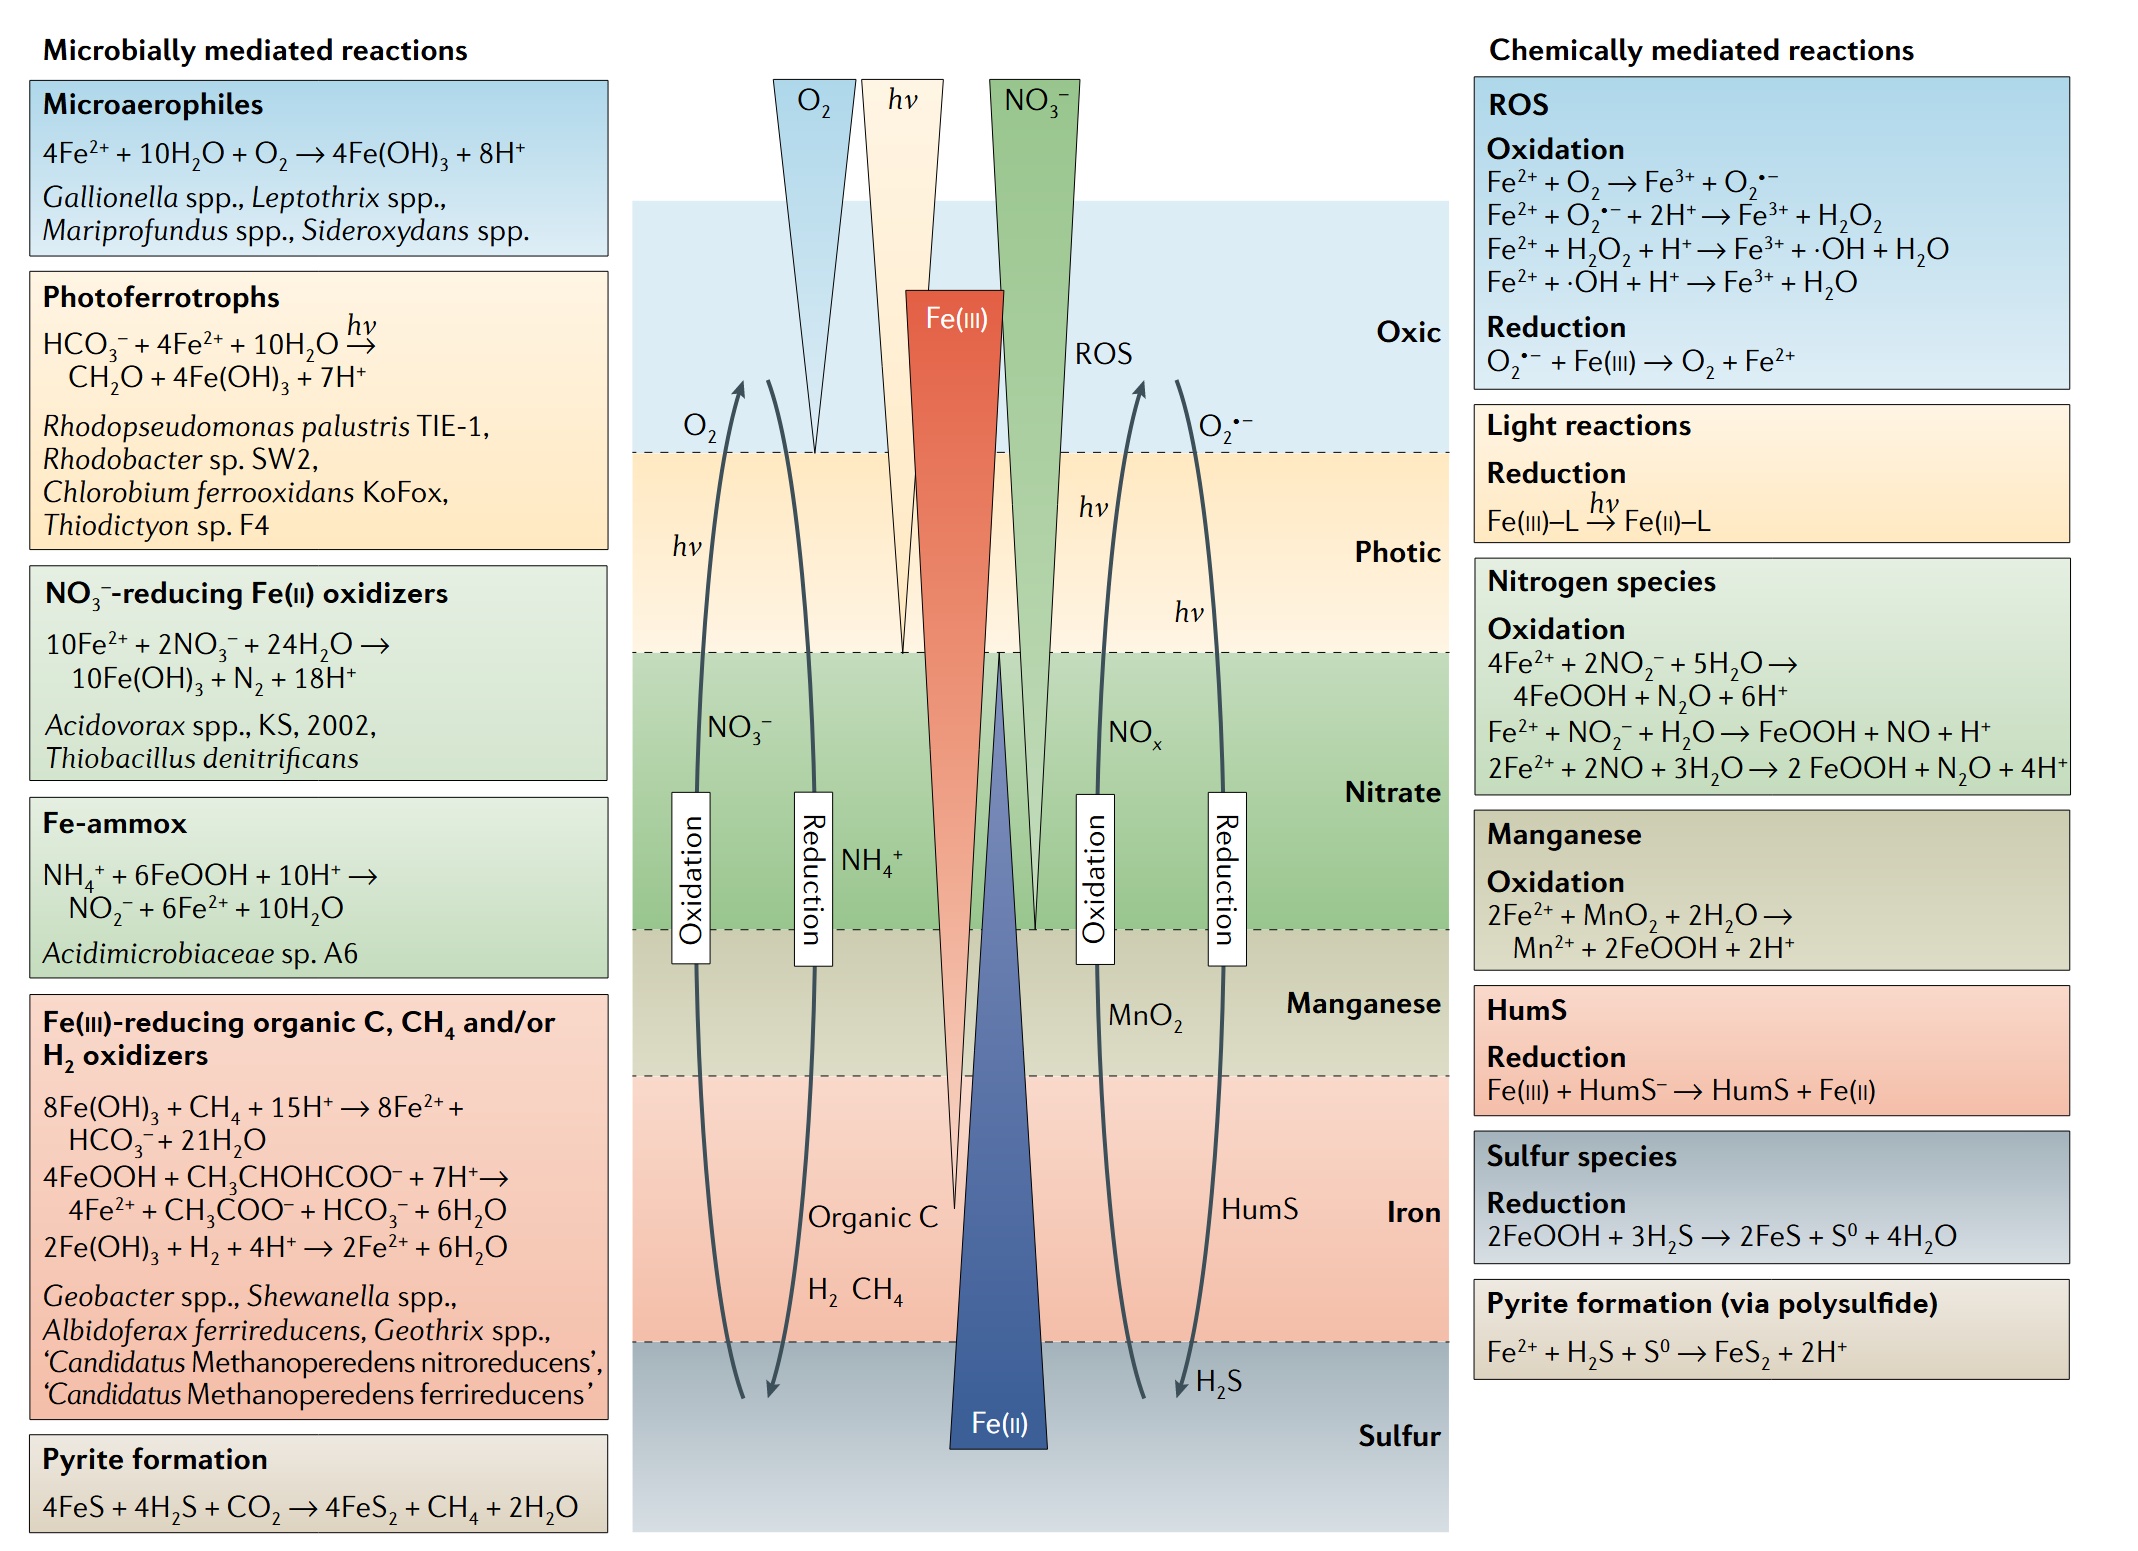 Microbially mediated reactions
Microaerophiles
4Fe²⁺ + 10H₂O + O₂ → 4Fe(OH)₃ + 8H⁺
Gallionella spp., Leptothrix spp.,
Mariprofundus spp., Sideroxydans spp.
Photoferrotrophs
HCO₃⁻ + 4Fe²⁺ + 10H₂O hν →
CH₂O + 4Fe(OH)₃ + 7H⁺
Rhodopseudomonas palustris TIE-1,
Rhodobacter sp. SW2,
Chlorobium ferrooxidans KoFox,
Thiodictyon sp. F4
NO₃⁻-reducing Fe(II) oxidizers
10Fe²⁺ + 2NO₃⁻ + 24H₂O →
10Fe(OH)₃ + N₂ + 18H⁺
Acidovorax spp., KS, 2002,
Thiobacillus denitrificans
Fe-ammox
NH₄⁺ + 6FeOOH + 10H⁺ →
NO₂⁻ + 6Fe²⁺ + 10H₂O
Acidimicrobiaceae sp. A6
Fe(III)-reducing organic C, CH₄ and/or
H₂ oxidizers
8Fe(OH)₃ + CH₄ + 15H⁺ → 8Fe²⁺ +
HCO₃⁻ + 21H₂O
4FeOOH + CH₃CHOHCOO⁻ + 7H⁺ →
4Fe²⁺ + CH₃COO⁻ + HCO₃⁻ + 6H₂O
2Fe(OH)₃ + H₂ + 4H⁺ → 2Fe²⁺ + 6H₂O
Geobacter spp., Shewanella spp.,
Albidoferax ferrireducens, Geothrix spp.,
‘Candidatus Methanoperedens nitroreducens’,
‘Candidatus Methanoperedens ferrireducens’
Pyrite formation
4FeS + 4H₂S + CO₂ → 4FeS₂ + CH₄ + 2H₂O
O₂
hν
NO₃⁻
Fe(III)
Oxic
ROS
O₂
O₂•⁻
hν
hν
Photic
hν
NO₃⁻
NOₓ
Nitrate
Oxidation
Reduction
NH₄⁺
Oxidation
Reduction
Manganese
MnO₂
Organic C
HumS
Iron
H₂ CH₄
H₂S
Fe(II)
Sulfur
Chemically mediated reactions
ROS
Oxidation
Fe²⁺ + O₂ → Fe³⁺ + O₂•⁻
Fe²⁺ + O₂•⁻ + 2H⁺ → Fe³⁺ + H₂O₂
Fe²⁺ + H₂O₂ + H⁺ → Fe³⁺ + ·OH + H₂O
Fe²⁺ + ·OH + H⁺ → Fe³⁺ + H₂O
Reduction
O₂•⁻ + Fe(III) → O₂ + Fe²⁺
Light reactions
Reduction
Fe(III)–L hν → Fe(II)–L
Nitrogen species
Oxidation
4Fe²⁺ + 2NO₂⁻ + 5H₂O →
4FeOOH + N₂O + 6H⁺
Fe²⁺ + NO₂⁻ + H₂O → FeOOH + NO + H⁺
2Fe²⁺ + 2NO + 3H₂O → 2 FeOOH + N₂O + 4H⁺
Manganese
Oxidation
2Fe²⁺ + MnO₂ + 2H₂O →
Mn²⁺ + 2FeOOH + 2H⁺
HumS
Reduction
Fe(III) + HumS⁻ → HumS + Fe(II)
Sulfur species
Reduction
2FeOOH + 3H₂S → 2FeS + S⁰ + 4H₂O
Pyrite formation (via polysulfide)
Fe²⁺ + H₂S + S⁰ → FeS₂ + 2H⁺